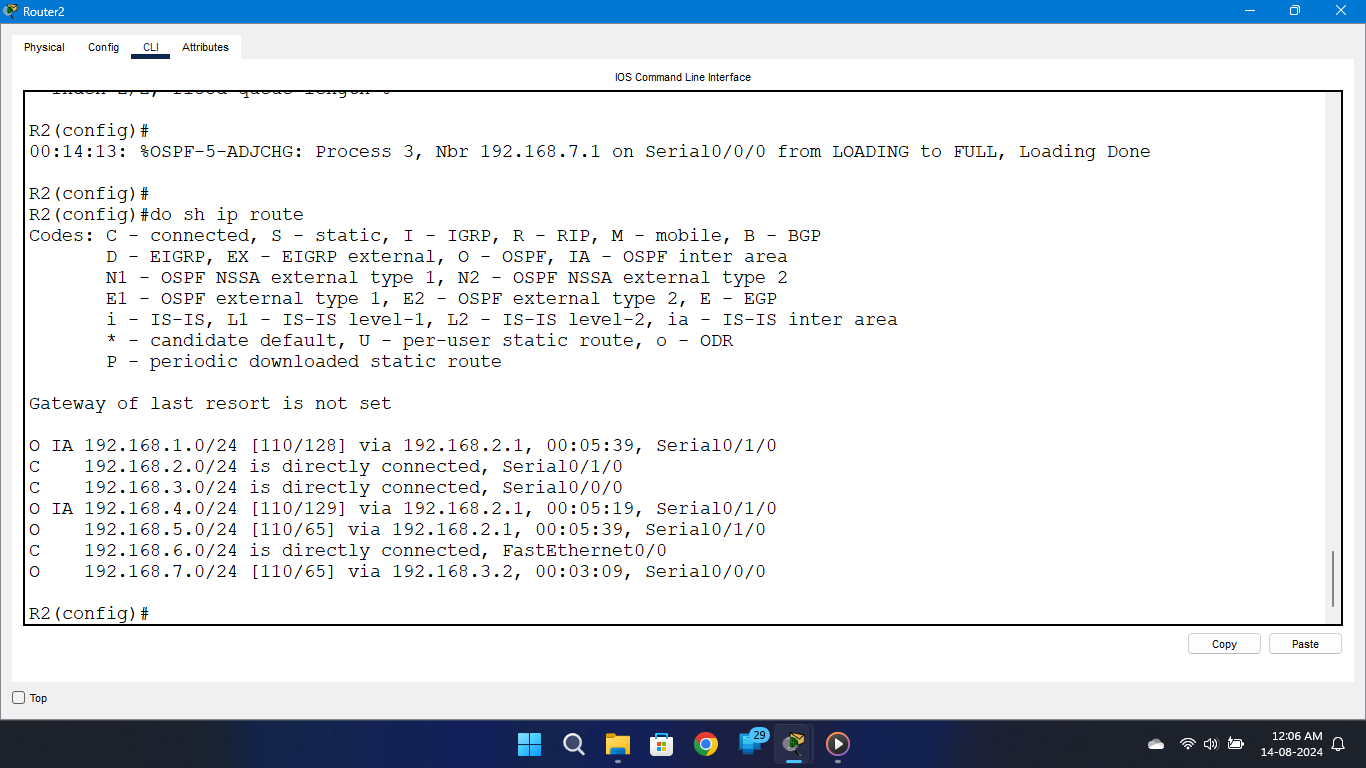 Router2
Physical Config CLI Attributes
IOS Command Line Interface
R2(config)#
00:14:13: %OSPF-5-ADJCHG: Process 3, Nbr 192.168.7.1 on Serial0/0/0 from LOADING to FULL, Loading Done
R2(config)#
R2(config)#do sh ip route
Codes: C - connected, S - static, I - IGRP, R - RIP, M - mobile, B - BGP
D - EIGRP, EX - EIGRP external, O - OSPF, IA - OSPF inter area
N1 - OSPF NSSA external type 1, N2 - OSPF NSSA external type 2
E1 - OSPF external type 1, E2 - OSPF external type 2, E - EGP
i - IS-IS, L1 - IS-IS level-1, L2 - IS-IS level-2, ia - IS-IS inter area
* - candidate default, U - per-user static route, o - ODR
P - periodic downloaded static route
Gateway of last resort is not set
O IA 192.168.1.0/24 [110/128] via 192.168.2.1, 00:05:39, Serial0/1/0
C 192.168.2.0/24 is directly connected, Serial0/1/0
C 192.168.3.0/24 is directly connected, Serial0/0/0
O IA 192.168.4.0/24 [110/129] via 192.168.2.1, 00:05:19, Serial0/1/0
O 192.168.5.0/24 [110/65] via 192.168.2.1, 00:05:39, Serial0/1/0
C 192.168.6.0/24 is directly connected, FastEthernet0/0
O 192.168.7.0/24 [110/65] via 192.168.3.2, 00:03:09, Serial0/0/0
R2(config)#
Copy Paste
Top
29
12:06 AM
14-08-2024